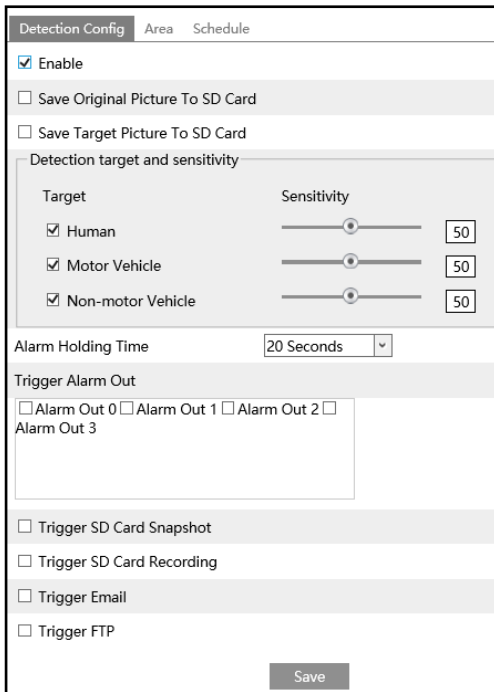 Detection Config Area Schedule
Enable
Save Original Picture To SD Card
Save Target Picture To SD Card
Detection target and sensitivity
Target Sensitivity
Human 50
Motor Vehicle 50
Non-motor Vehicle 50
Alarm Holding Time 20 Seconds
Trigger Alarm Out
Alarm Out 0 Alarm Out 1 Alarm Out 2
Alarm Out 3
Trigger SD Card Snapshot
Trigger SD Card Recording
Trigger Email
Trigger FTP
Save